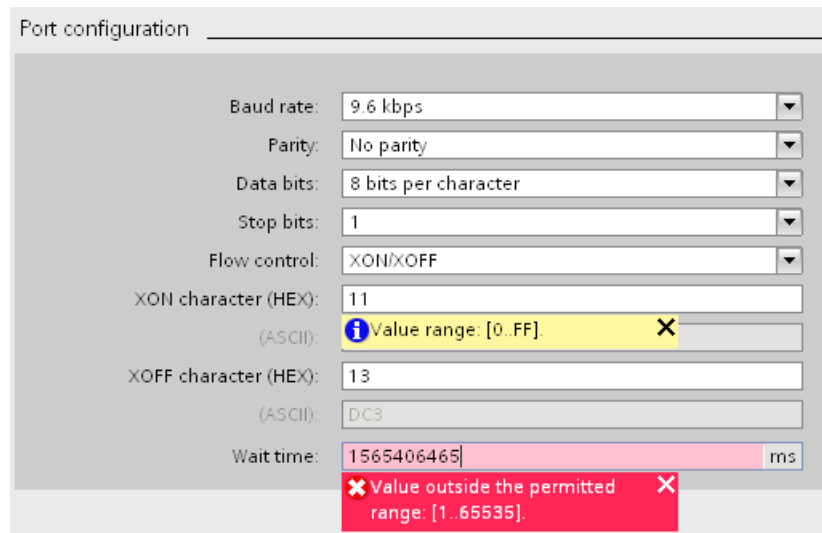 Port configuration
Baud rate: 9.6 kbps
Parity: No parity
Data bits: 8 bits per character
Stop bits: 1
Flow control: XON/XOFF
XON character (HEX): 11
Value range: [0..FF].
(ASCII):
XOFF character (HEX): 13
(ASCII): DC3
Wait time: 1565406465 ms
Value outside the permitted
range: [1..65535].